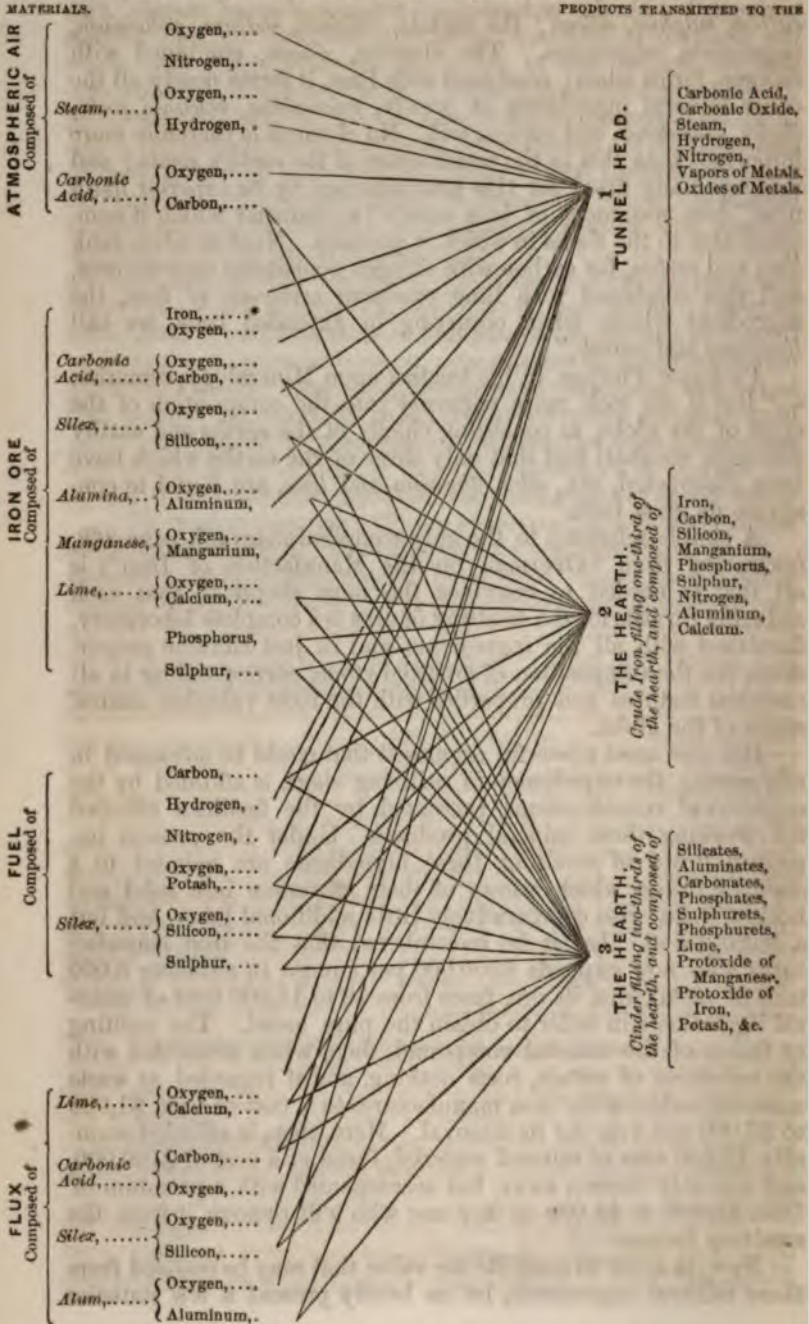 MATERIALS.
PRODUCTS TRANSMITTED TO THE
ATMOSPHERIC AIR
Composed of
Oxygen,....
Nitrogen,...
Steam,.....
Oxygen,....
Hydrogen, .
Carbonic
Acid,......
Oxygen,....
Carbon,....
IRON ORE
Composed of
Iron,......
Oxygen,....
Carbonic
Acid,......
Oxygen,....
Carbon, ....
Silex,......
Oxygen,....
Silicon,.....
Alumina,..
Oxygen,....
Aluminum,
Manganese,
Oxygen,....
Manganium,
Lime,......
Oxygen,....
Calcium,....
Phosphorus,
Sulphur, ...
FUEL
Composed of
Carbon, ....
Hydrogen, .
Nitrogen, ..
Oxygen,....
Potash,.....
Silex,......
Oxygen,....
Silicon,.....
Sulphur, ...
FLUX
Composed of
Lime,......
Oxygen,....
Calcium, ...
Carbonic
Acid,......
Carbon,.....
Oxygen,....
Silex,......
Oxygen,....
Silicon,.....
Alum,.....
Oxygen,....
Aluminum,.
1
TUNNEL HEAD.
Carbonic Acid,
Carbonic Oxide,
Steam,
Hydrogen,
Nitrogen,
Vapors of Metals.
Oxides of Metals.
2
THE HEARTH.
Crude Iron filling one-third of
the hearth, and composed of
Iron,
Carbon,
Silicon,
Manganium,
Phosphorus,
Sulphur,
Nitrogen,
Aluminum,
Calcium.
3
THE HEARTH.
Cinder filling two-thirds of
the hearth, and composed of
Silicates,
Aluminates,
Carbonates,
Phosphates,
Sulphurets,
Phosphurets,
Lime,
Protoxide of
Manganese,
Protoxide of
Iron,
Potash, &c.